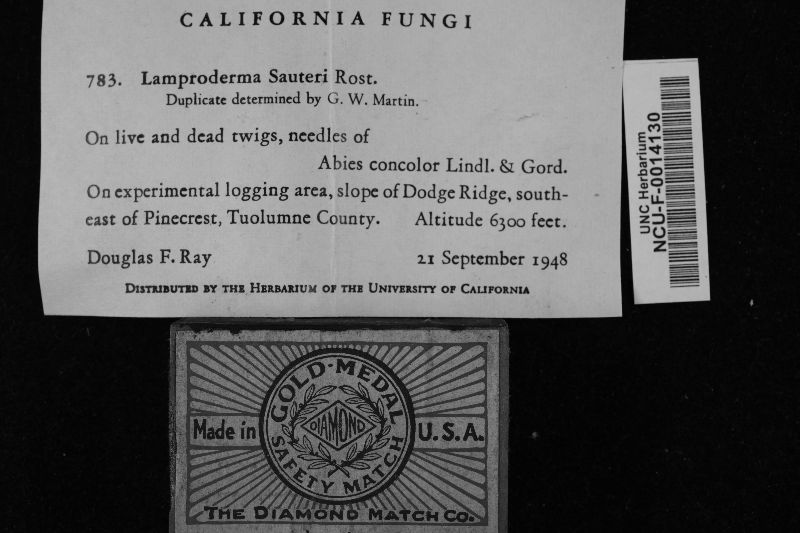 CALIFORNIA FUNGI
783. Lamproderma Sauteri Rost.
Duplicate determined by G. W. Martin.
On live and dead twigs, needles of
Abies concolor Lindl. & Gord.
On experimental logging area, slope of Dodge Ridge, south-
east of Pinecrest, Tuolumne County. Altitude 6300 feet.
Douglas F. Ray 21 September 1948
DISTRIBUTED BY THE HERBARIUM OF THE UNIVERSITY OF CALIFORNIA
UNC Herbarium
NCU-F-0014130
GOLD-MEDAL
DIAMOND
SAFETY MATCH
Made in U.S.A.
THE DIAMOND MATCH CO.